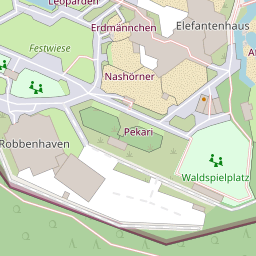 Leoparden
Erdmännchen
Elefantenhaus
Festwiese
Nashörner
Pekari
Robbenhaven
Waldspielplatz